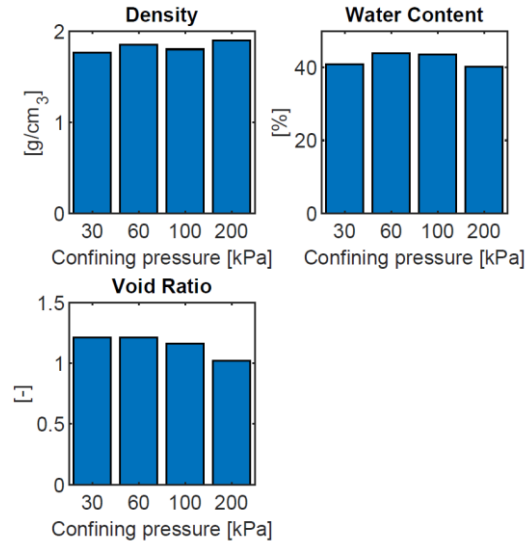 Density
[g/cm₃]
2
1
0
30 60 100 200
Confining pressure [kPa]
Water Content
[%]
40
20
0
30 60 100 200
Confining pressure [kPa]
Void Ratio
[-]
1.5
1
0.5
0
30 60 100 200
Confining pressure [kPa]